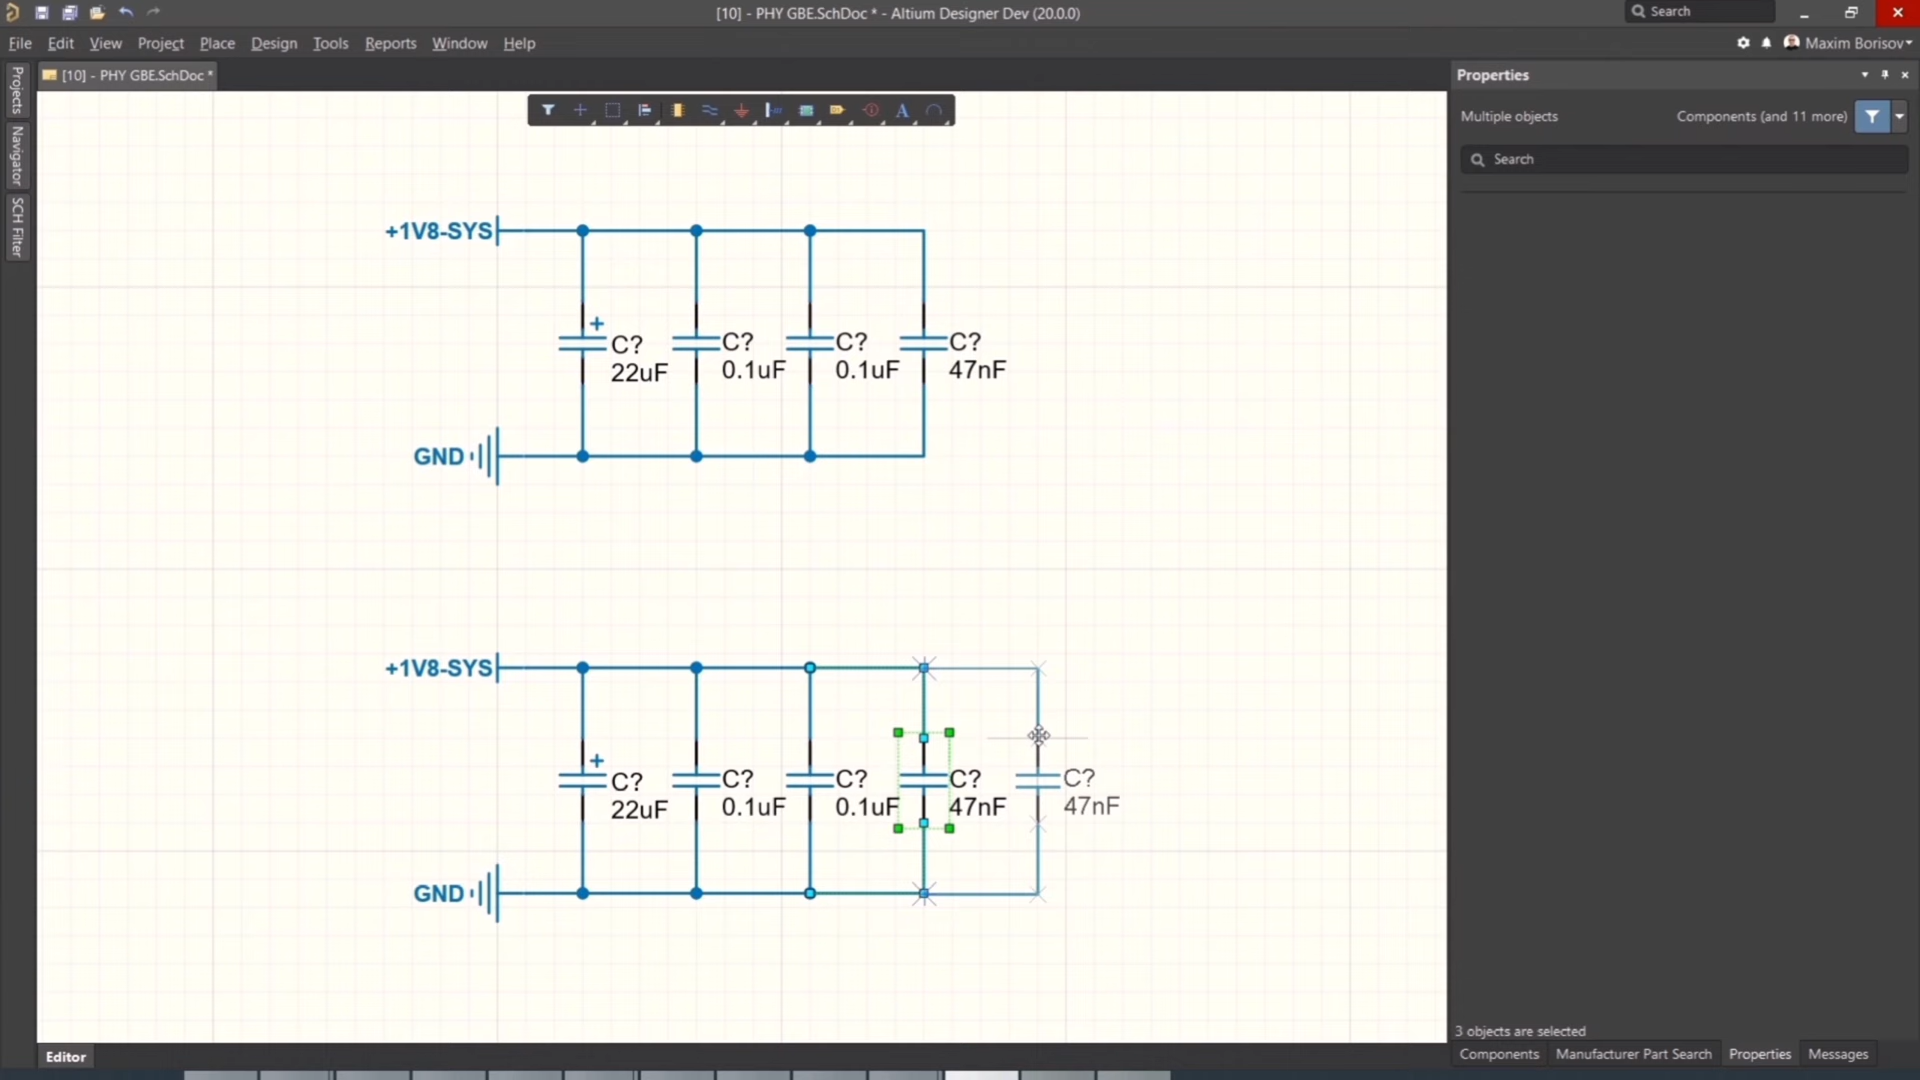 [10] - PHY GBE.SchDoc * - Altium Designer Dev (20.0.0)
Search
File Edit View Project Place Design Tools Reports Window Help
Maxim Borisov
[10] - PHY GBE.SchDoc *
Properties
Projects
Navigator
SCH Filter
Multiple objects
Components (and 11 more)
Search
A
+1V8-SYS
+
C?
22uF
C?
0.1uF
C?
0.1uF
C?
47nF
GND
+1V8-SYS
+
C?
22uF
C?
0.1uF
C?
0.1uF
C?
47nF
C?
47nF
GND
3 objects are selected
Editor
Components Manufacturer Part Search Properties Messages